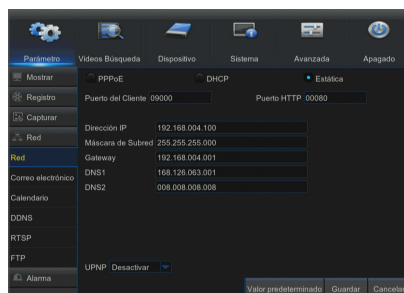 Parámetro Videos Búsqueda Dispositivo Sistema Avanzada Apagado
Mostrar
Registro
Capturar
Red
Red
Correo electrónico
Calendario
DDNS
RTSP
FTP
Alarma
PPPoE DHCP Estática
Puerto del Cliente 09000 Puerto HTTP 00080
Dirección IP 192.168.004.100
Máscara de Subred 255.255.255.000
Gateway 192.168.004.001
DNS1 168.126.063.001
DNS2 008.008.008.008
UPNP Desactivar
Valor predeterminado Guardar Cancelar